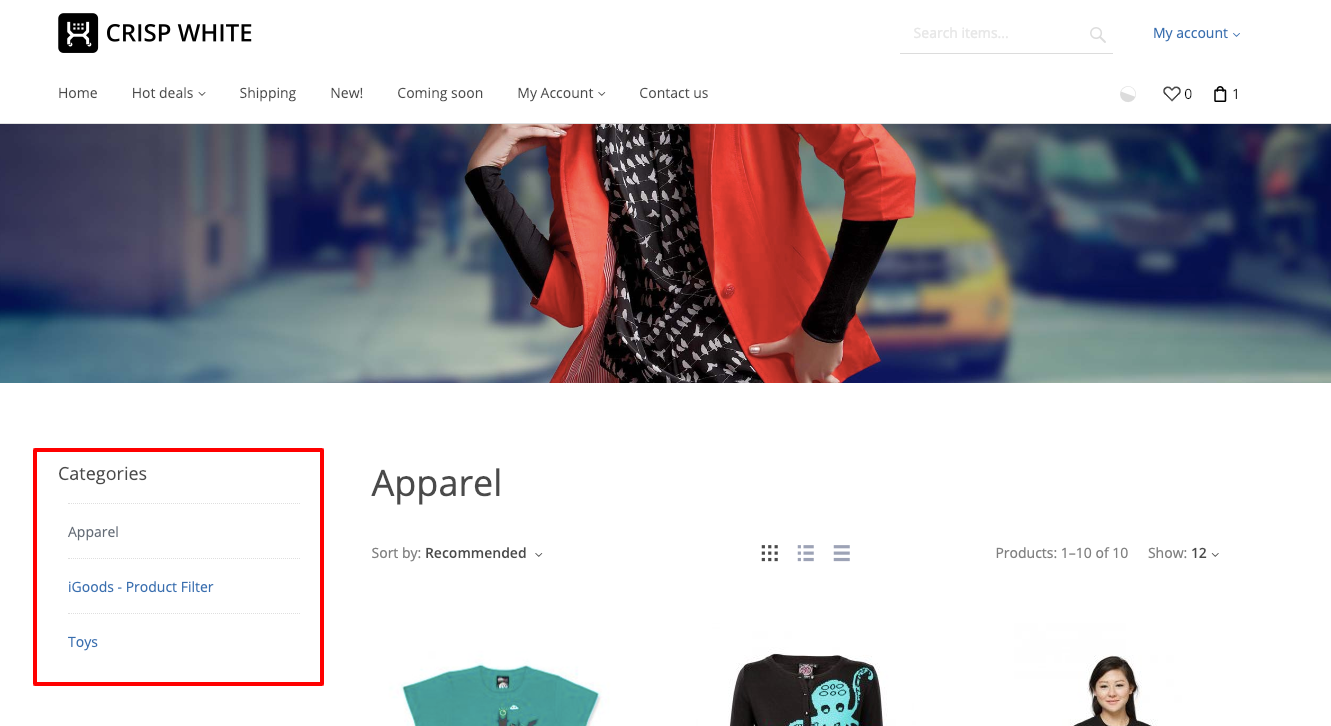 CRISP WHITE
Search items...
My account
Home Hot deals Shipping New! Coming soon My Account Contact us 0 1
Categories
Apparel
iGoods - Product Filter
Toys
Apparel
Sort by: Recommended Products: 1–10 of 10 Show: 12